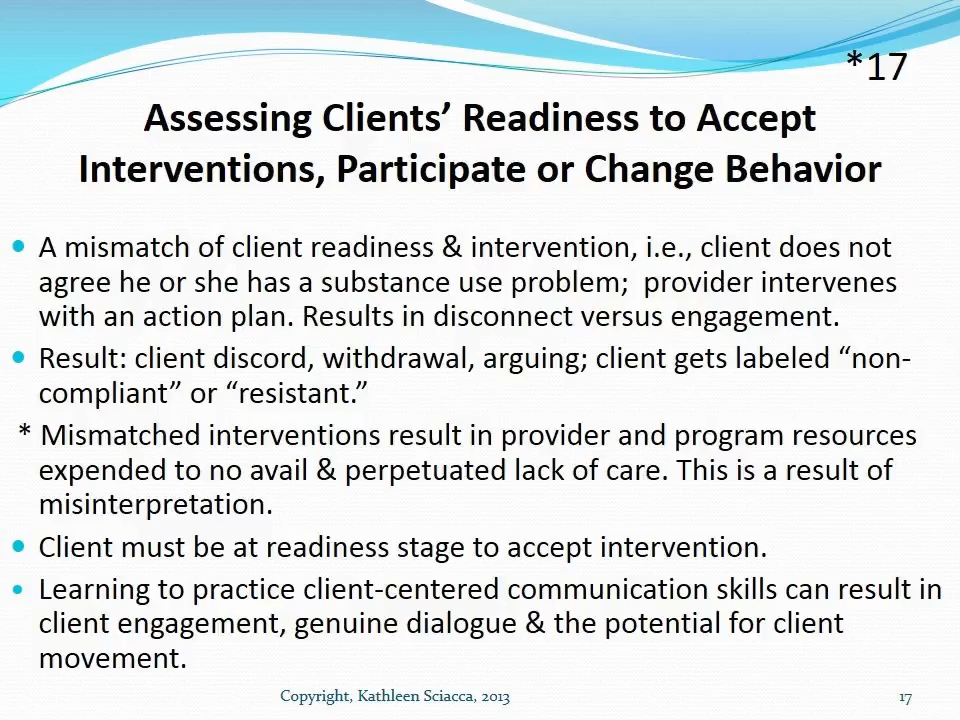 *17
Assessing Clients’ Readiness to Accept
Interventions, Participate or Change Behavior
• A mismatch of client readiness & intervention, i.e., client does not
agree he or she has a substance use problem;  provider intervenes
with an action plan. Results in disconnect versus engagement.
• Result: client discord, withdrawal, arguing; client gets labeled “non-
compliant” or “resistant.”
* Mismatched interventions result in provider and program resources
expended to no avail & perpetuated lack of care. This is a result of
misinterpretation.
• Client must be at readiness stage to accept intervention.
• Learning to practice client-centered communication skills can result in
client engagement, genuine dialogue & the potential for client
movement.
Copyright, Kathleen Sciacca, 2013
17